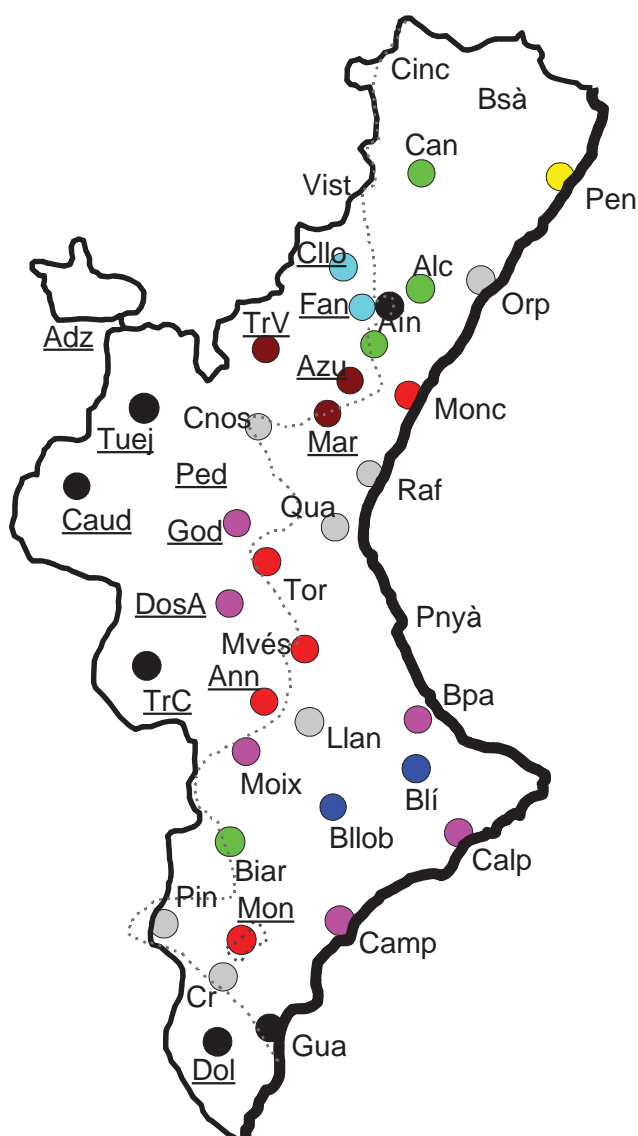 Cinc
Bsà
Can
Vist
Pen
Cllo
Alc
Orp
Fan
Aín
TrV
Adz
Azu
Monc
Cnos
Mar
Tuej
Ped
Raf
Caud
Qua
God
Tor
DosA
Pnyà
Mvés
Ann
TrC
Bpa
Llan
Moix
Blí
Bllob
Calp
Biar
Pin
Mon
Camp
Cr
Gua
Dol